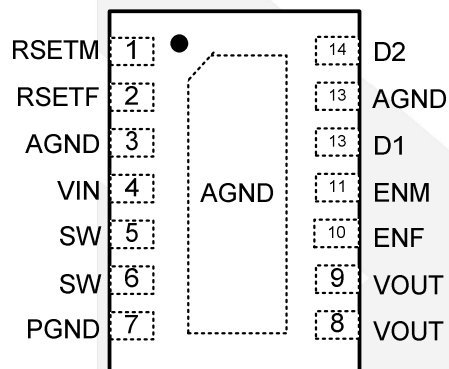 RSETM 1 14 D2
RSETF 2 13 AGND
AGND 3 13 D1
VIN 4 AGND 11 ENM
SW 5 10 ENF
SW 6 9 VOUT
PGND 7 8 VOUT